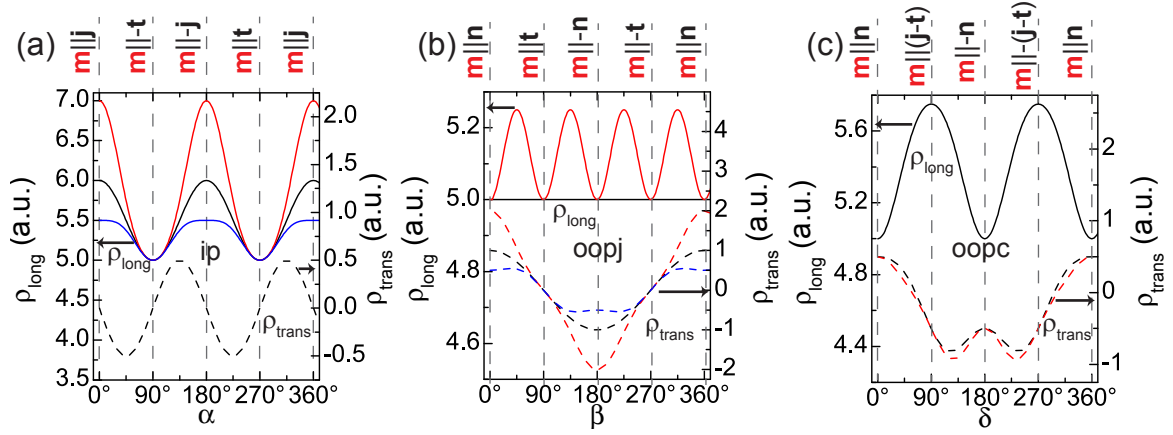 (a)
m||j
m||-t
m||-j
m||t
m||j
7.0
6.5
6.0
5.5
5.0
4.5
4.0
3.5
ρlong (a.u.)
2.0
1.5
1.0
0.5
0.0
-0.5
ρtrans (a.u.)
ρlong
ip
ρtrans
0° 90° 180° 270° 360°
α
(b)
m||n
m||t
m||-n
m||-t
m||n
5.2
5.0
4.8
4.6
ρlong (a.u.)
4
3
2
1
0
-1
-2
ρtrans (a.u.)
ρlong
oopj
ρtrans
0° 90° 180° 270° 360°
β
(c)
m||n
m||(j-t)
m||-n
m||-(j-t)
m||n
5.6
5.2
4.8
4.4
ρlong (a.u.)
2
1
0
-1
ρtrans (a.u.)
ρlong
oopc
ρtrans
0° 90° 180° 270° 360°
δ